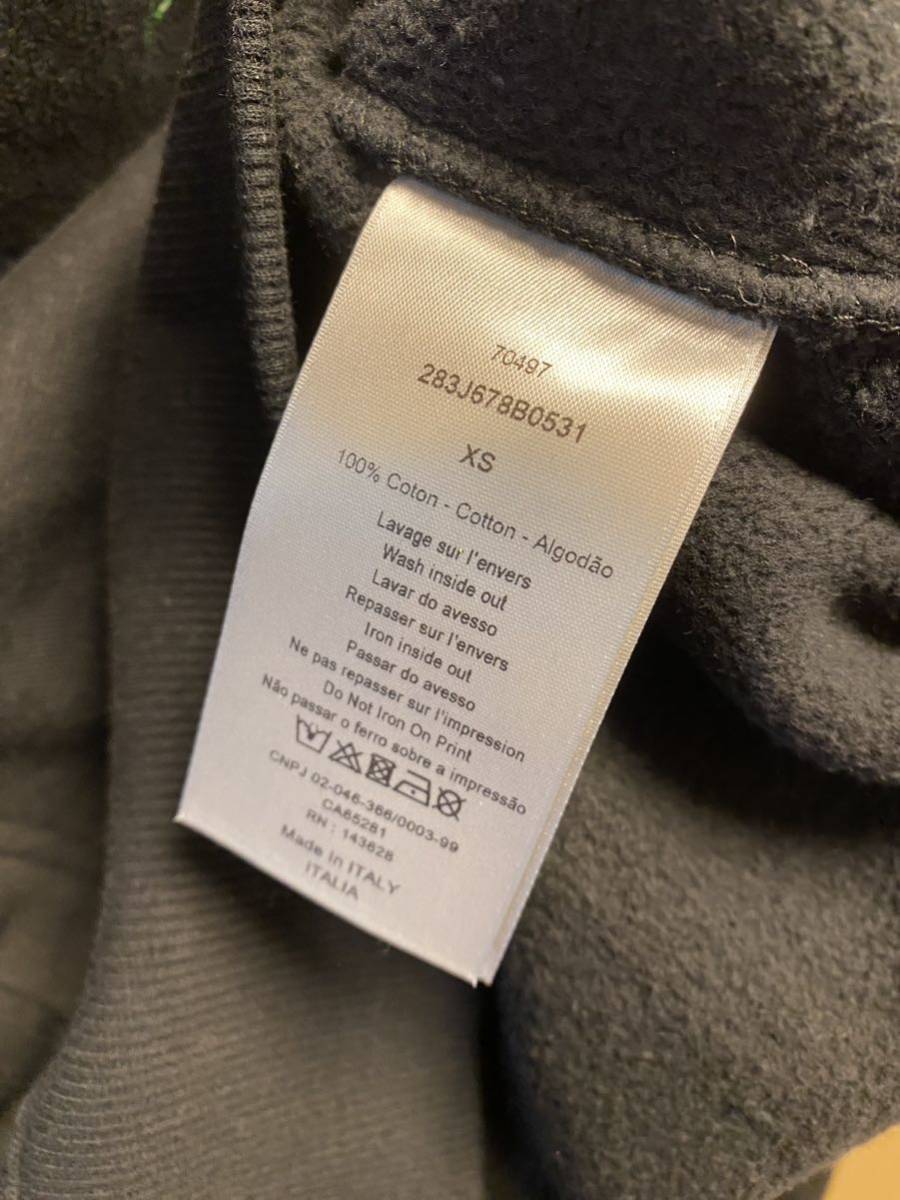 70497
283J678B0531
XS
100% Coton - Cotton - Algodão
Lavage sur l'envers
Wash inside out
Lavar do avesso
Repasser sur l'envers
Iron inside out
Passar do avesso
Ne pas repasser sur l'impression
Do Not Iron On Print
Não passar o ferro sobre a impressão
CNPJ 02-046-366/0003-99
CA65281
RN : 143628
Made in ITALY
ITALIA